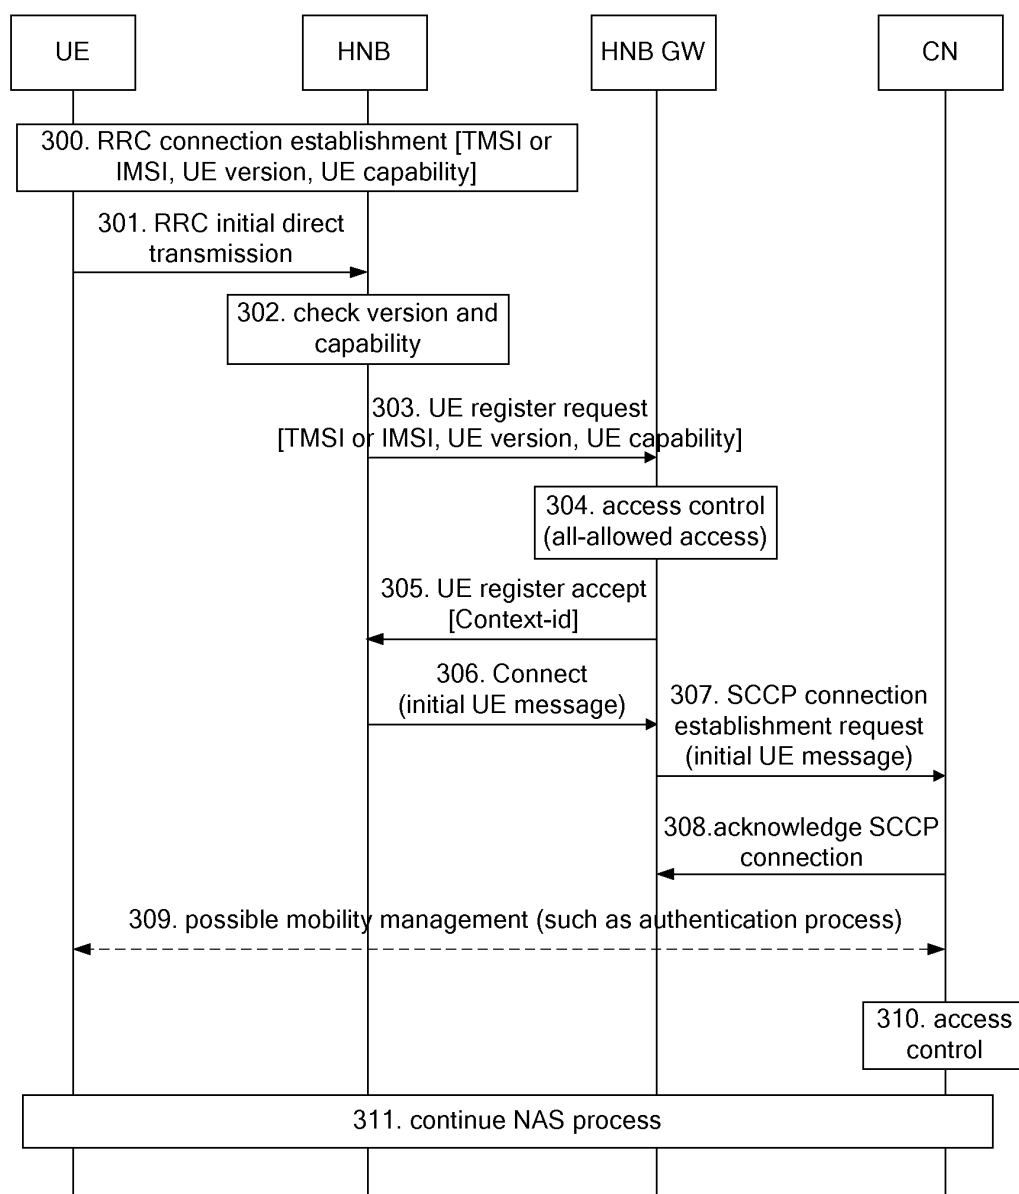 UE
HNB
HNB GW
CN
300. RRC connection establishment [TMSI or
IMSI, UE version, UE capability]
301. RRC initial direct
transmission
302. check version and
capability
303. UE register request
[TMSI or IMSI, UE version, UE capability]
304. access control
(all-allowed access)
305. UE register accept
[Context-id]
306. Connect
(initial UE message)
307. SCCP connection
establishment request
(initial UE message)
308.acknowledge SCCP
connection
309. possible mobility management (such as authentication process)
310. access
control
311. continue NAS process